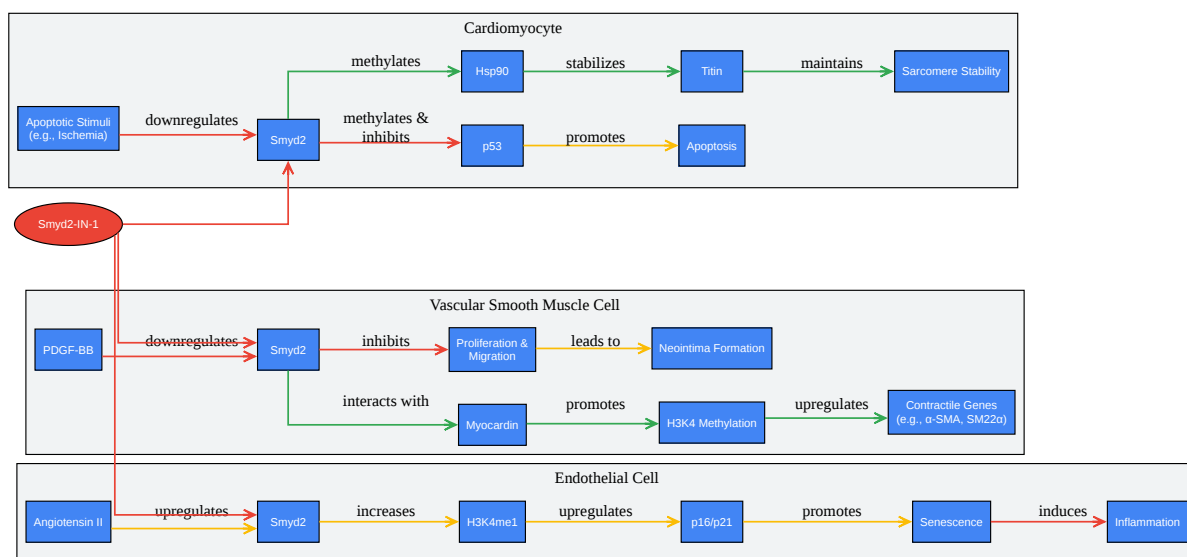 Cardiomyocyte
methylates
Hsp90
stabilizes
Titin
maintains
Sarcomere Stability
Apoptotic Stimuli
(e.g., Ischemia)
downregulates
Smyd2
methylates &
inhibits
p53
promotes
Apoptosis
Smyd2-IN-1
Vascular Smooth Muscle Cell
PDGF-BB
downregulates
Smyd2
inhibits
Proliferation &
Migration
leads to
Neointima Formation
interacts with
Myocardin
promotes
H3K4 Methylation
upregulates
Contractile Genes
(e.g., α-SMA, SM22α)
Endothelial Cell
Angiotensin II
upregulates
Smyd2
increases
H3K4me1
upregulates
p16/p21
promotes
Senescence
induces
Inflammation